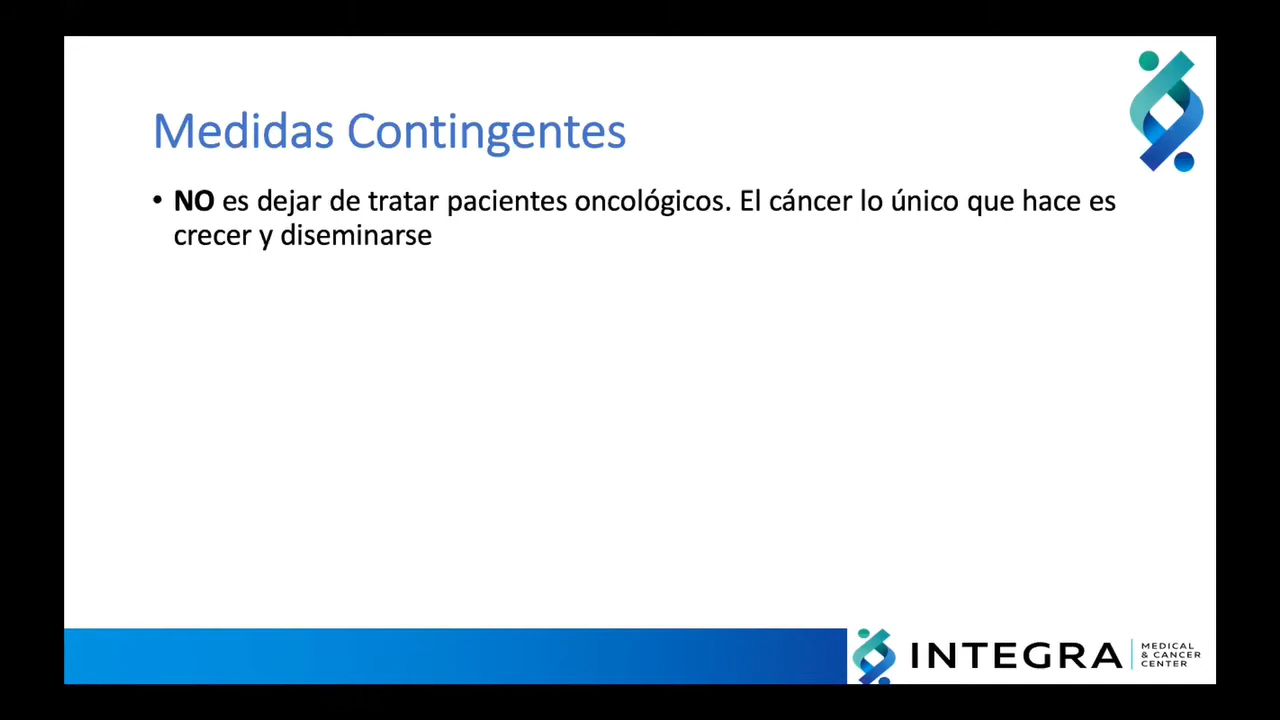 Medidas Contingentes
• NO es dejar de tratar pacientes oncológicos. El cáncer lo único que hace es
crecer y diseminarse
INTEGRA
MEDICAL
& CANCER
CENTER